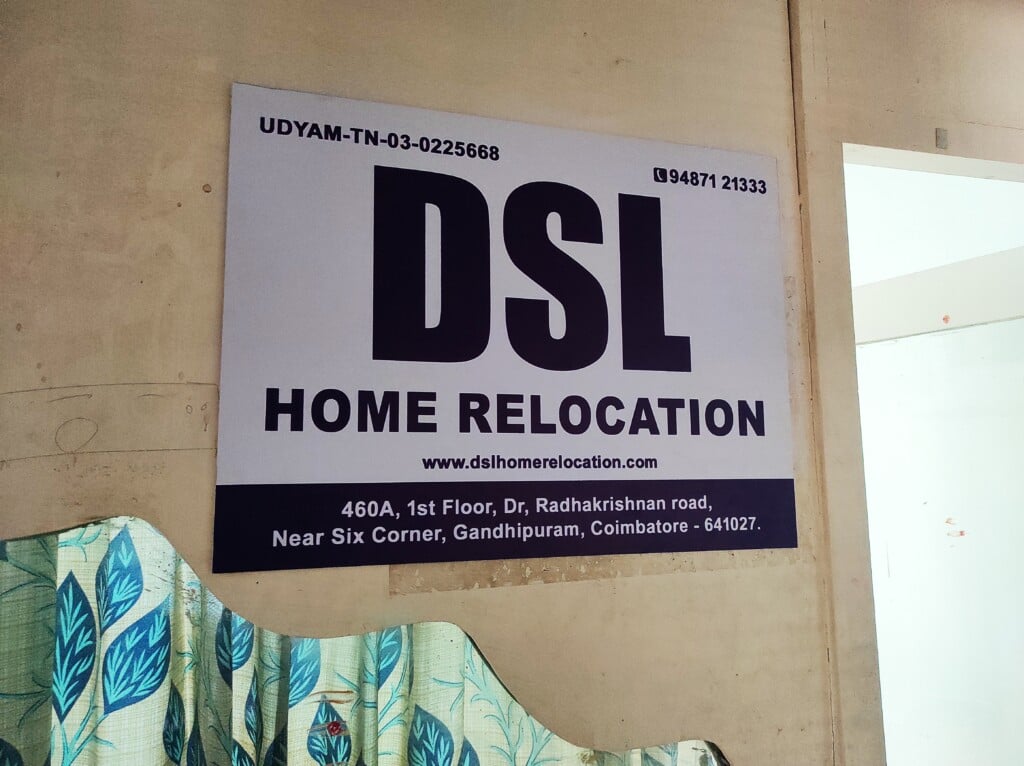 UDYAM-TN-03-0225668
94871 21333
DSL
HOME RELOCATION
www.dslhomerelocation.com
460A, 1st Floor, Dr, Radhakrishnan road,
Near Six Corner, Gandhipuram, Coimbatore - 641027.